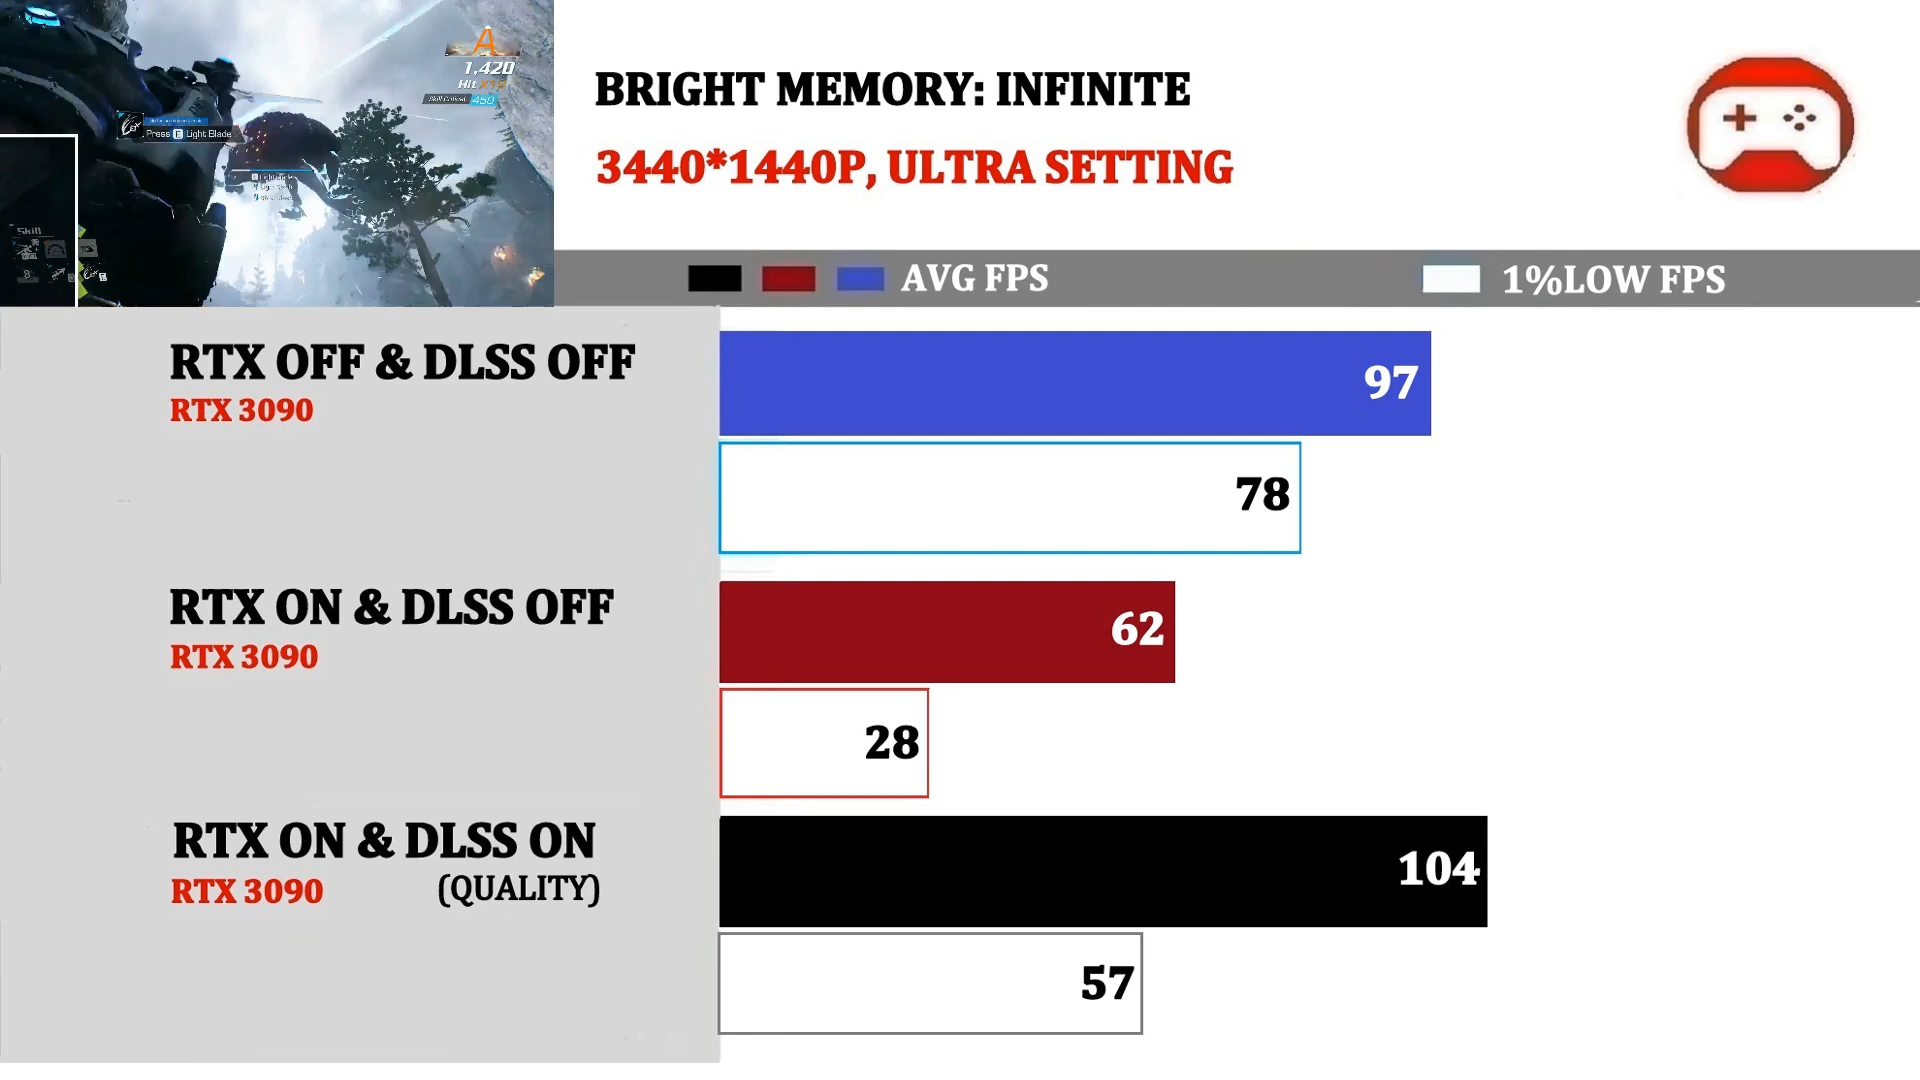 A
1,420
Hit
450
Press E Light Blade
Skill
BRIGHT MEMORY: INFINITE
3440*1440P, ULTRA SETTING
AVG FPS
1%LOW FPS
RTX OFF & DLSS OFF
RTX 3090
97
78
RTX ON & DLSS OFF
RTX 3090
62
28
RTX ON & DLSS ON
RTX 3090 (QUALITY)
104
57